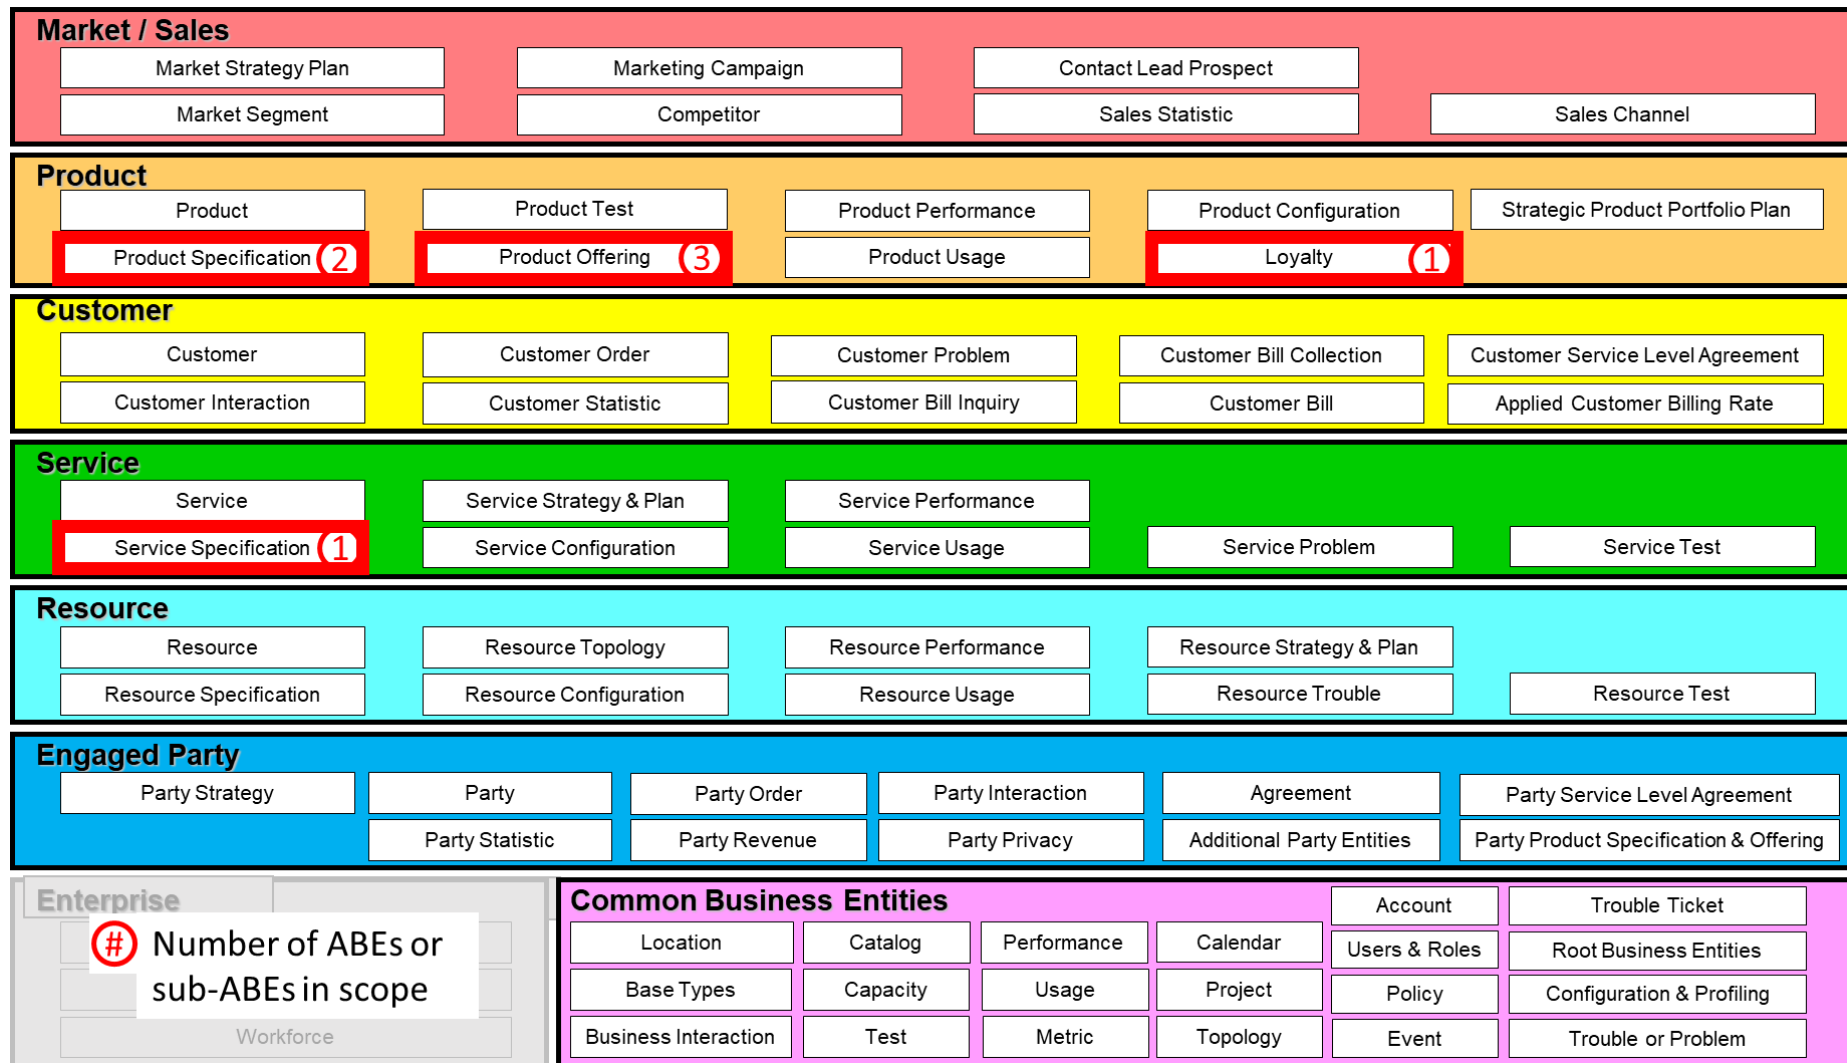 Market / Sales
Market Strategy Plan
Marketing Campaign
Contact Lead Prospect
Market Segment
Competitor
Sales Statistic
Sales Channel
Product
Product
Product Test
Product Performance
Product Configuration
Strategic Product Portfolio Plan
Product Specification 2
Product Offering 3
Product Usage
Loyalty 1
Customer
Customer
Customer Order
Customer Problem
Customer Bill Collection
Customer Service Level Agreement
Customer Interaction
Customer Statistic
Customer Bill Inquiry
Customer Bill
Applied Customer Billing Rate
Service
Service
Service Strategy & Plan
Service Performance
Service Specification 1
Service Configuration
Service Usage
Service Problem
Service Test
Resource
Resource
Resource Topology
Resource Performance
Resource Strategy & Plan
Resource Specification
Resource Configuration
Resource Usage
Resource Trouble
Resource Test
Engaged Party
Party Strategy
Party
Party Order
Party Interaction
Agreement
Party Service Level Agreement
Party Statistic
Party Revenue
Party Privacy
Additional Party Entities
Party Product Specification & Offering
Enterprise
# Number of ABEs or
sub-ABEs in scope
Workforce
Common Business Entities
Account
Trouble Ticket
Location
Catalog
Performance
Calendar
Users & Roles
Root Business Entities
Base Types
Capacity
Usage
Project
Policy
Configuration & Profiling
Business Interaction
Test
Metric
Topology
Event
Trouble or Problem